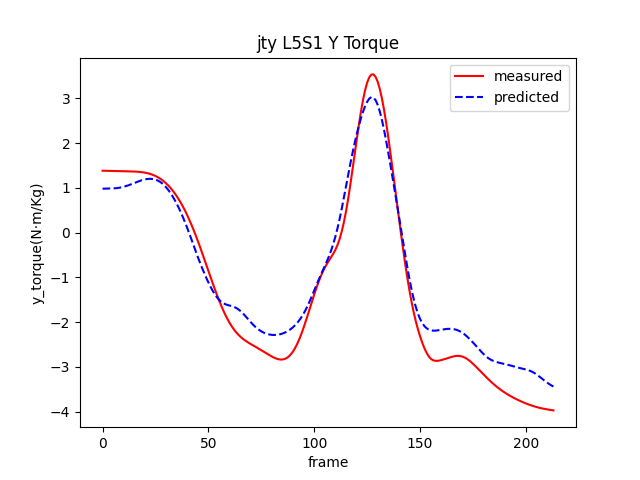 jty L5S1 Y Torque
measured
predicted
y_torque(N·m/Kg)
3
2
1
0
−1
−2
−3
−4
0 50 100 150 200
frame